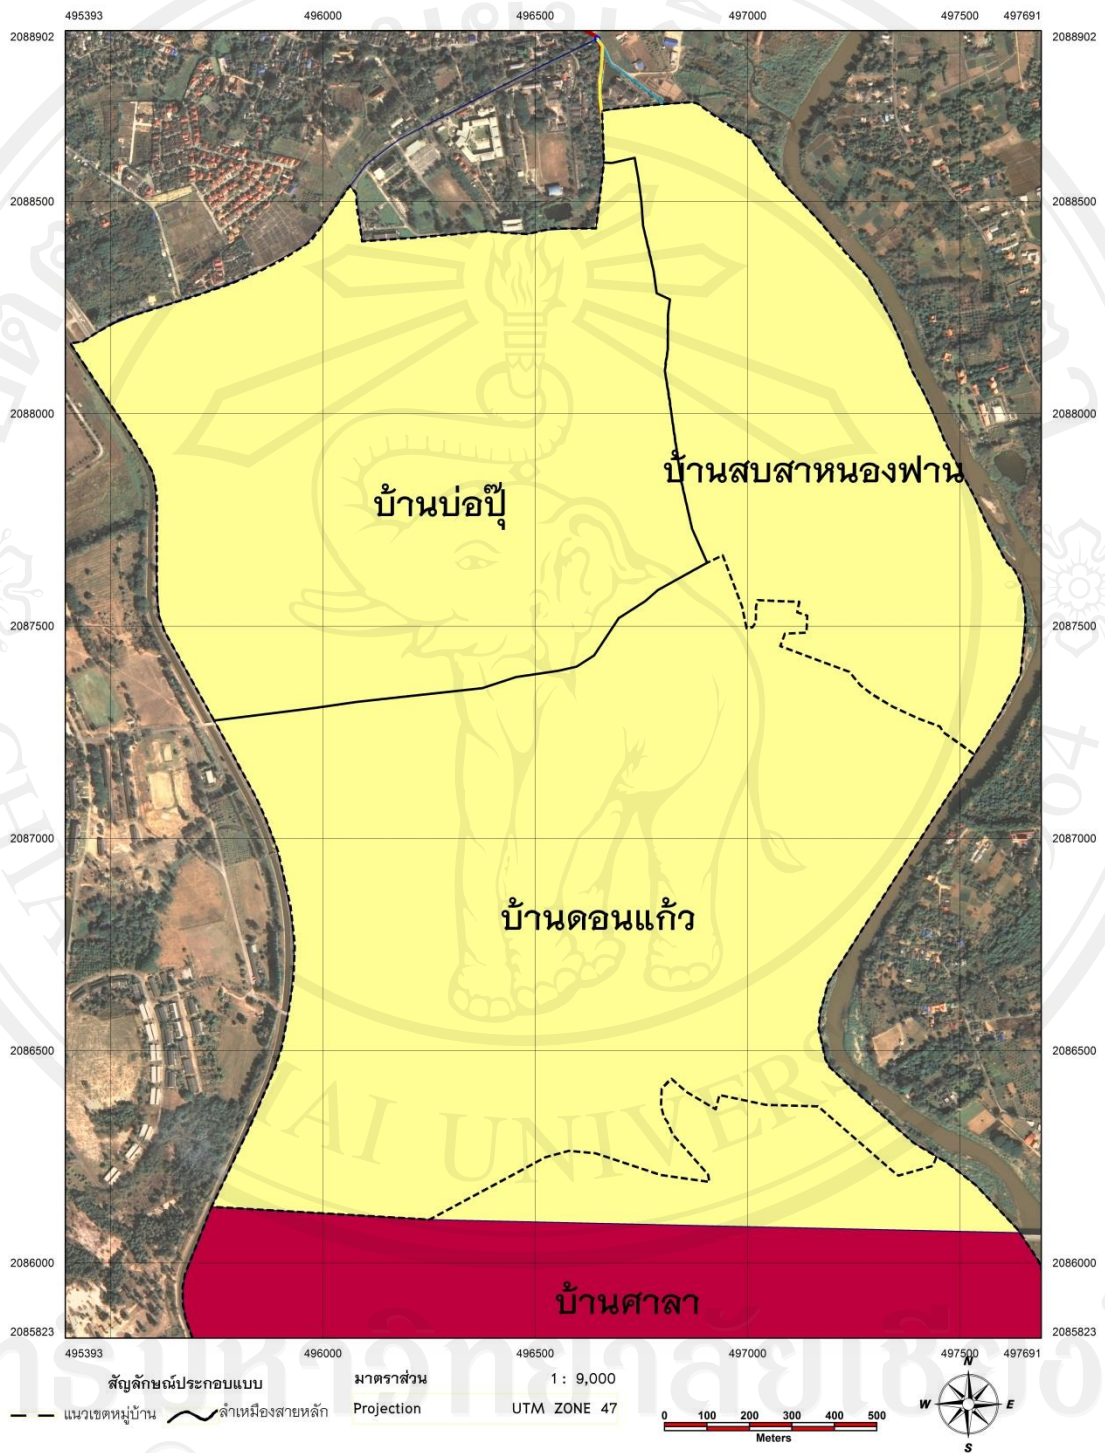 495393 496000 496500 497000 497500 497691
2088902 2088902
2088500 2088500
2088000 2088000
บ้านสบสาหนองฟาน
บ้านบ่อปุ๊
2087500 2087500
2087000 2087000
บ้านดอนแก้ว
2086500 2086500
2086000 2086000
บ้านศาลา
2085823 2085823
495393 496000 496500 497000 497500 497691
สัญลักษณ์ประกอบแบบ
แนวเขตหมู่บ้าน ลำเหมืองสายหลัก
มาตราส่วน 1 : 9,000
Projection UTM ZONE 47
0 100 200 300 400 500
Meters
N
W E
S